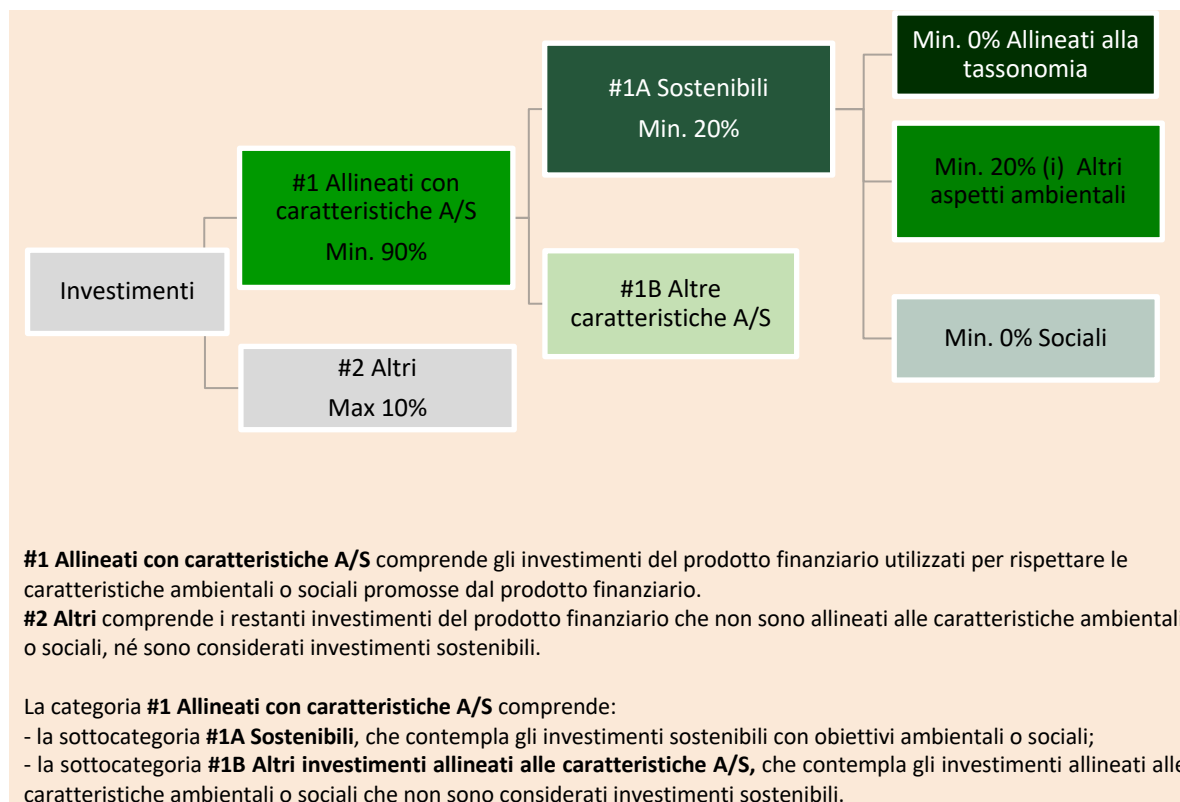 Investimenti
#1 Allineati con
caratteristiche A/S
Min. 90%
#2 Altri
Max 10%
#1A Sostenibili
Min. 20%
#1B Altre
caratteristiche A/S
Min. 0% Allineati alla
tassonomia
Min. 20% (i) Altri
aspetti ambientali
Min. 0% Sociali
#1 Allineati con caratteristiche A/S comprende gli investimenti del prodotto finanziario utilizzati per rispettare le
caratteristiche ambientali o sociali promosse dal prodotto finanziario.
#2 Altri comprende i restanti investimenti del prodotto finanziario che non sono allineati alle caratteristiche ambientali
o sociali, né sono considerati investimenti sostenibili.
La categoria #1 Allineati con caratteristiche A/S comprende:
- la sottocategoria #1A Sostenibili, che contempla gli investimenti sostenibili con obiettivi ambientali o sociali;
- la sottocategoria #1B Altri investimenti allineati alle caratteristiche A/S, che contempla gli investimenti allineati alle
caratteristiche ambientali o sociali che non sono considerati investimenti sostenibili.